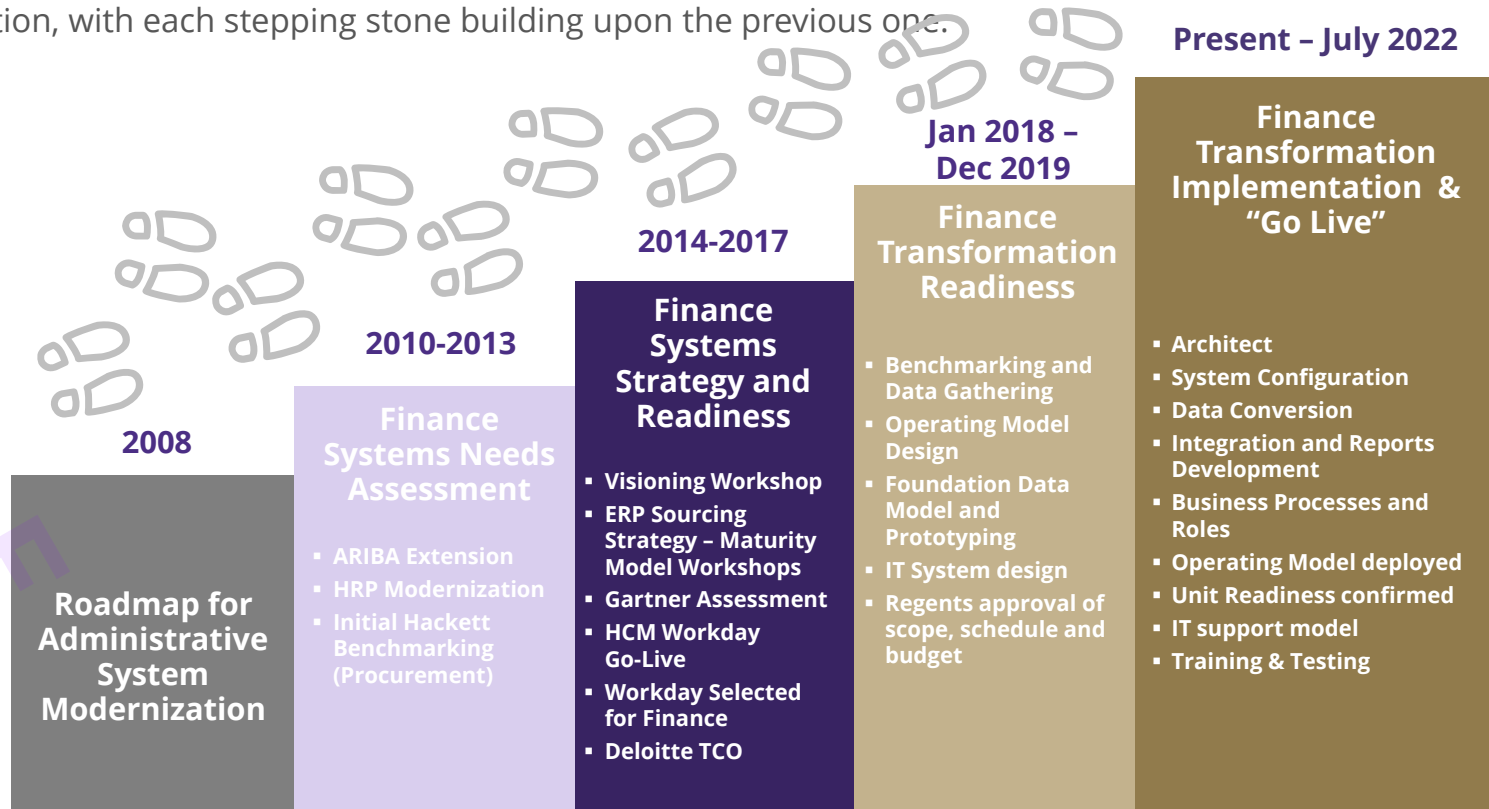 tion, with each stepping stone building upon the previous one.
Present – July 2022
Finance
Transformation
Implementation &
“Go Live”
▪ Architect
▪ System Configuration
▪ Data Conversion
▪ Integration and Reports
Development
▪ Business Processes and
Roles
▪ Operating Model deployed
▪ Unit Readiness confirmed
▪ IT support model
▪ Training & Testing
Jan 2018 –
Dec 2019
Finance
Transformation
Readiness
▪ Benchmarking and
Data Gathering
▪ Operating Model
Design
▪ Foundation Data
Model and
Prototyping
▪ IT System design
▪ Regents approval of
scope, schedule and
budget
2014-2017
Finance
Systems
Strategy and
Readiness
▪ Visioning Workshop
▪ ERP Sourcing
Strategy – Maturity
Model Workshops
▪ Gartner Assessment
▪ HCM Workday
Go-Live
▪ Workday Selected
for Finance
▪ Deloitte TCO
2010-2013
Finance
Systems Needs
Assessment
▪ ARIBA Extension
▪ HRP Modernization
▪ Initial Hackett
Benchmarking
(Procurement)
2008
Roadmap for
Administrative
System
Modernization
E